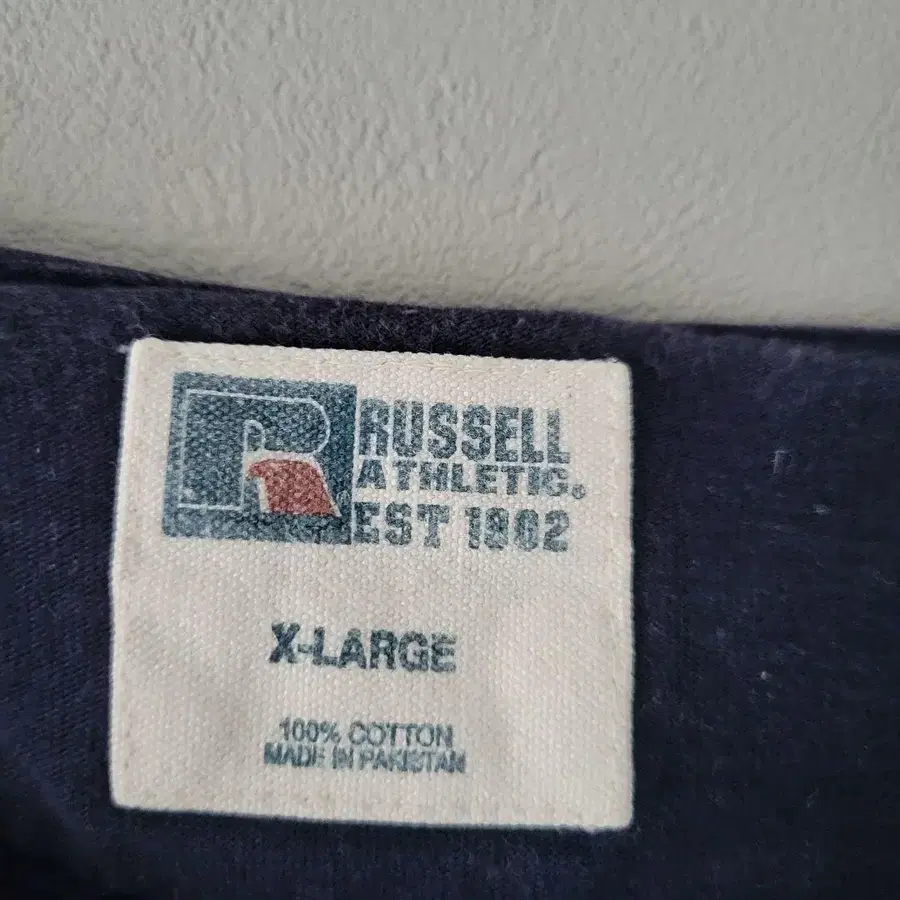 R
RUSSELL
ATHLETIC®
EST 1902
X-LARGE
100% COTTON
MADE IN PAKISTAN